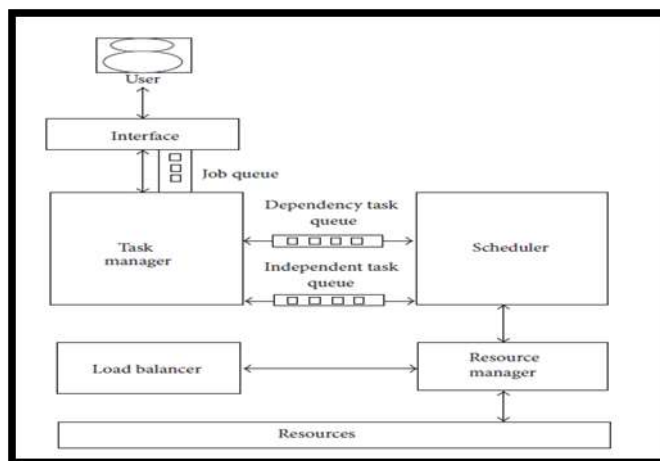 User
Interface
Job queue
Dependency task
queue
Task
manager
Scheduler
Independent task
queue
Load balancer
Resource
manager
Resources